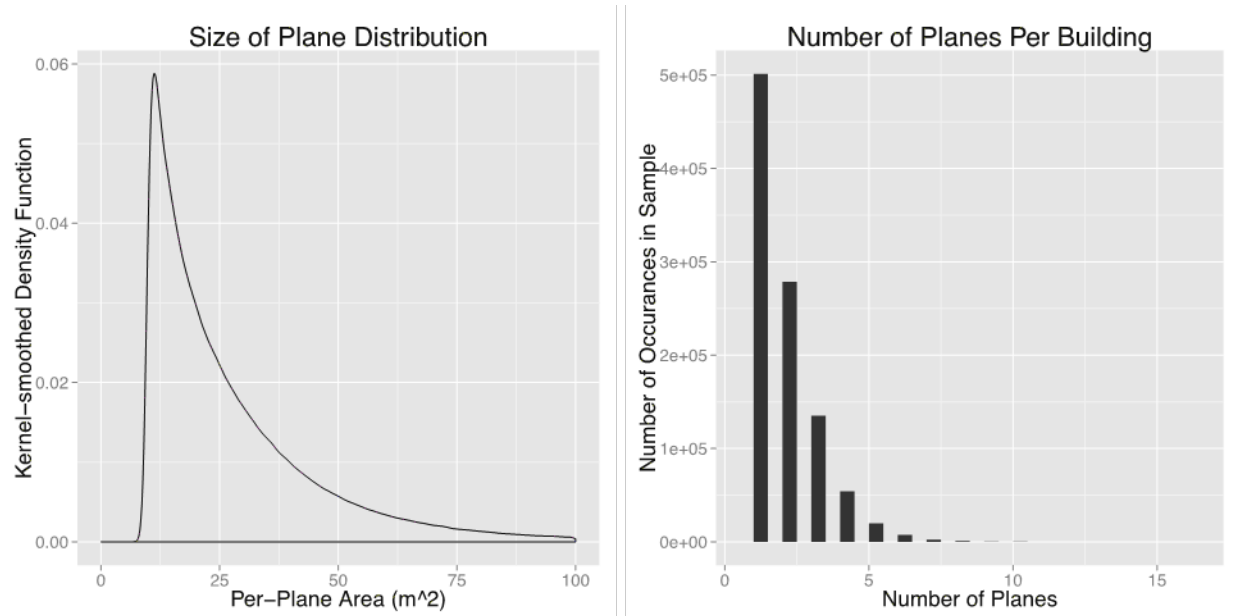 Size of Plane Distribution
Kernel-smoothed Density Function
0.06
0.04
0.02
0.00
0 25 50 75 100
Per-Plane Area (m^2)
Number of Planes Per Building
Number of Occurances in Sample
5e+05
4e+05
3e+05
2e+05
1e+05
0e+00
0 5 10 15
Number of Planes